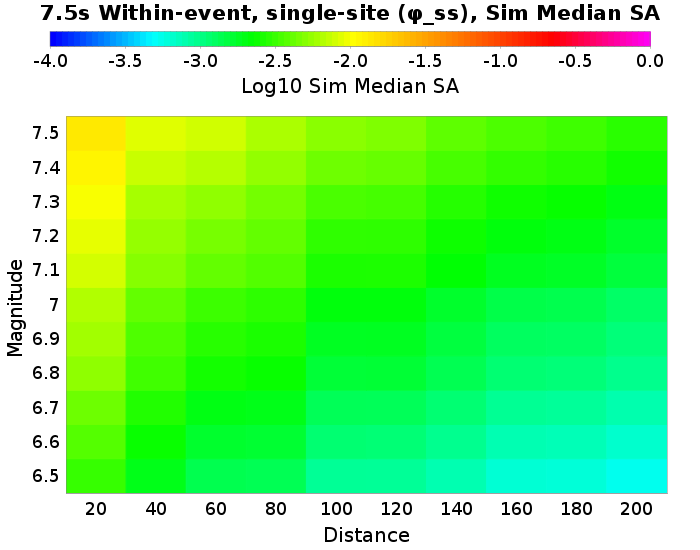 7.5s Within-event, single-site (φ_ss), Sim Median SA
-4.0 -3.5 -3.0 -2.5 -2.0 -1.5 -1.0 -0.5 0.0
Log10 Sim Median SA
7.5
7.4
7.3
7.2
7.1
7
6.9
6.8
6.7
6.6
6.5
Magnitude
20 40 60 80 100 120 140 160 180 200
Distance